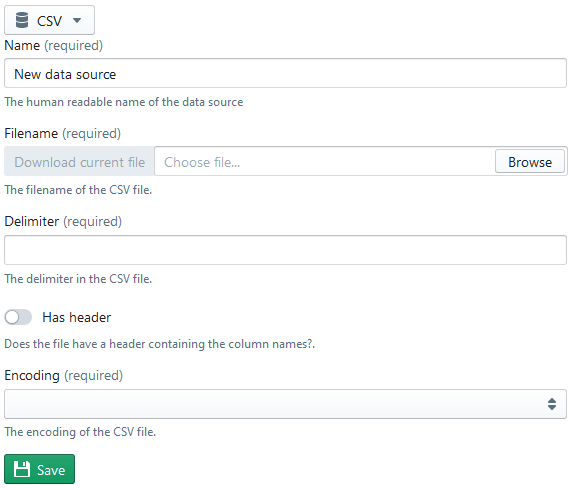 CSV
Name (required)
New data source
The human readable name of the data source
Filename (required)
Download current file Choose file... Browse
The filename of the CSV file.
Delimiter (required)
The delimiter in the CSV file.
Has header
Does the file have a header containing the column names?.
Encoding (required)
The encoding of the CSV file.
Save